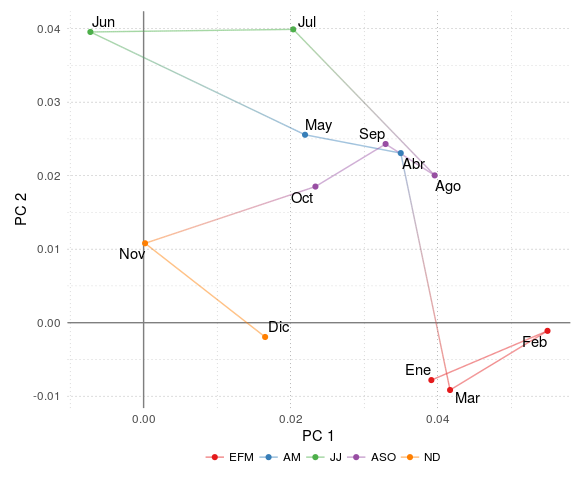 0.04
0.03
0.02
0.01
0.00
-0.01
PC 2
Jun
Jul
May
Sep
Abr
Ago
Oct
Nov
Dic
Feb
Ene
Mar
0.00 0.02 0.04
PC 1
EFM AM JJ ASO ND